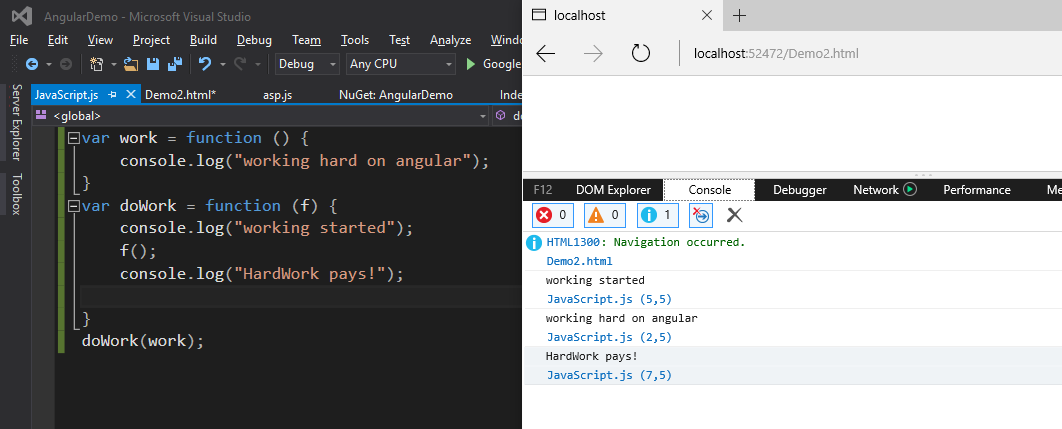 AngularDemo - Microsoft Visual Studio
File Edit View Project Build Debug Team Tools Test Analyze
Debug Any CPU Google
JavaScript.js Demo2.html* asp.js NuGet: AngularDemo
<global>
Server Explorer
Toolbox
var work = function () {
console.log("working hard on angular");
}
var doWork = function (f) {
console.log("working started");
f();
console.log("HardWork pays!");
}
doWork(work);
localhost
localhost:52472/Demo2.html
F12 DOM Explorer Console Debugger Network Performance
0 0 1
HTML1300: Navigation occurred.
Demo2.html
working started
JavaScript.js (5,5)
working hard on angular
JavaScript.js (2,5)
HardWork pays!
JavaScript.js (7,5)